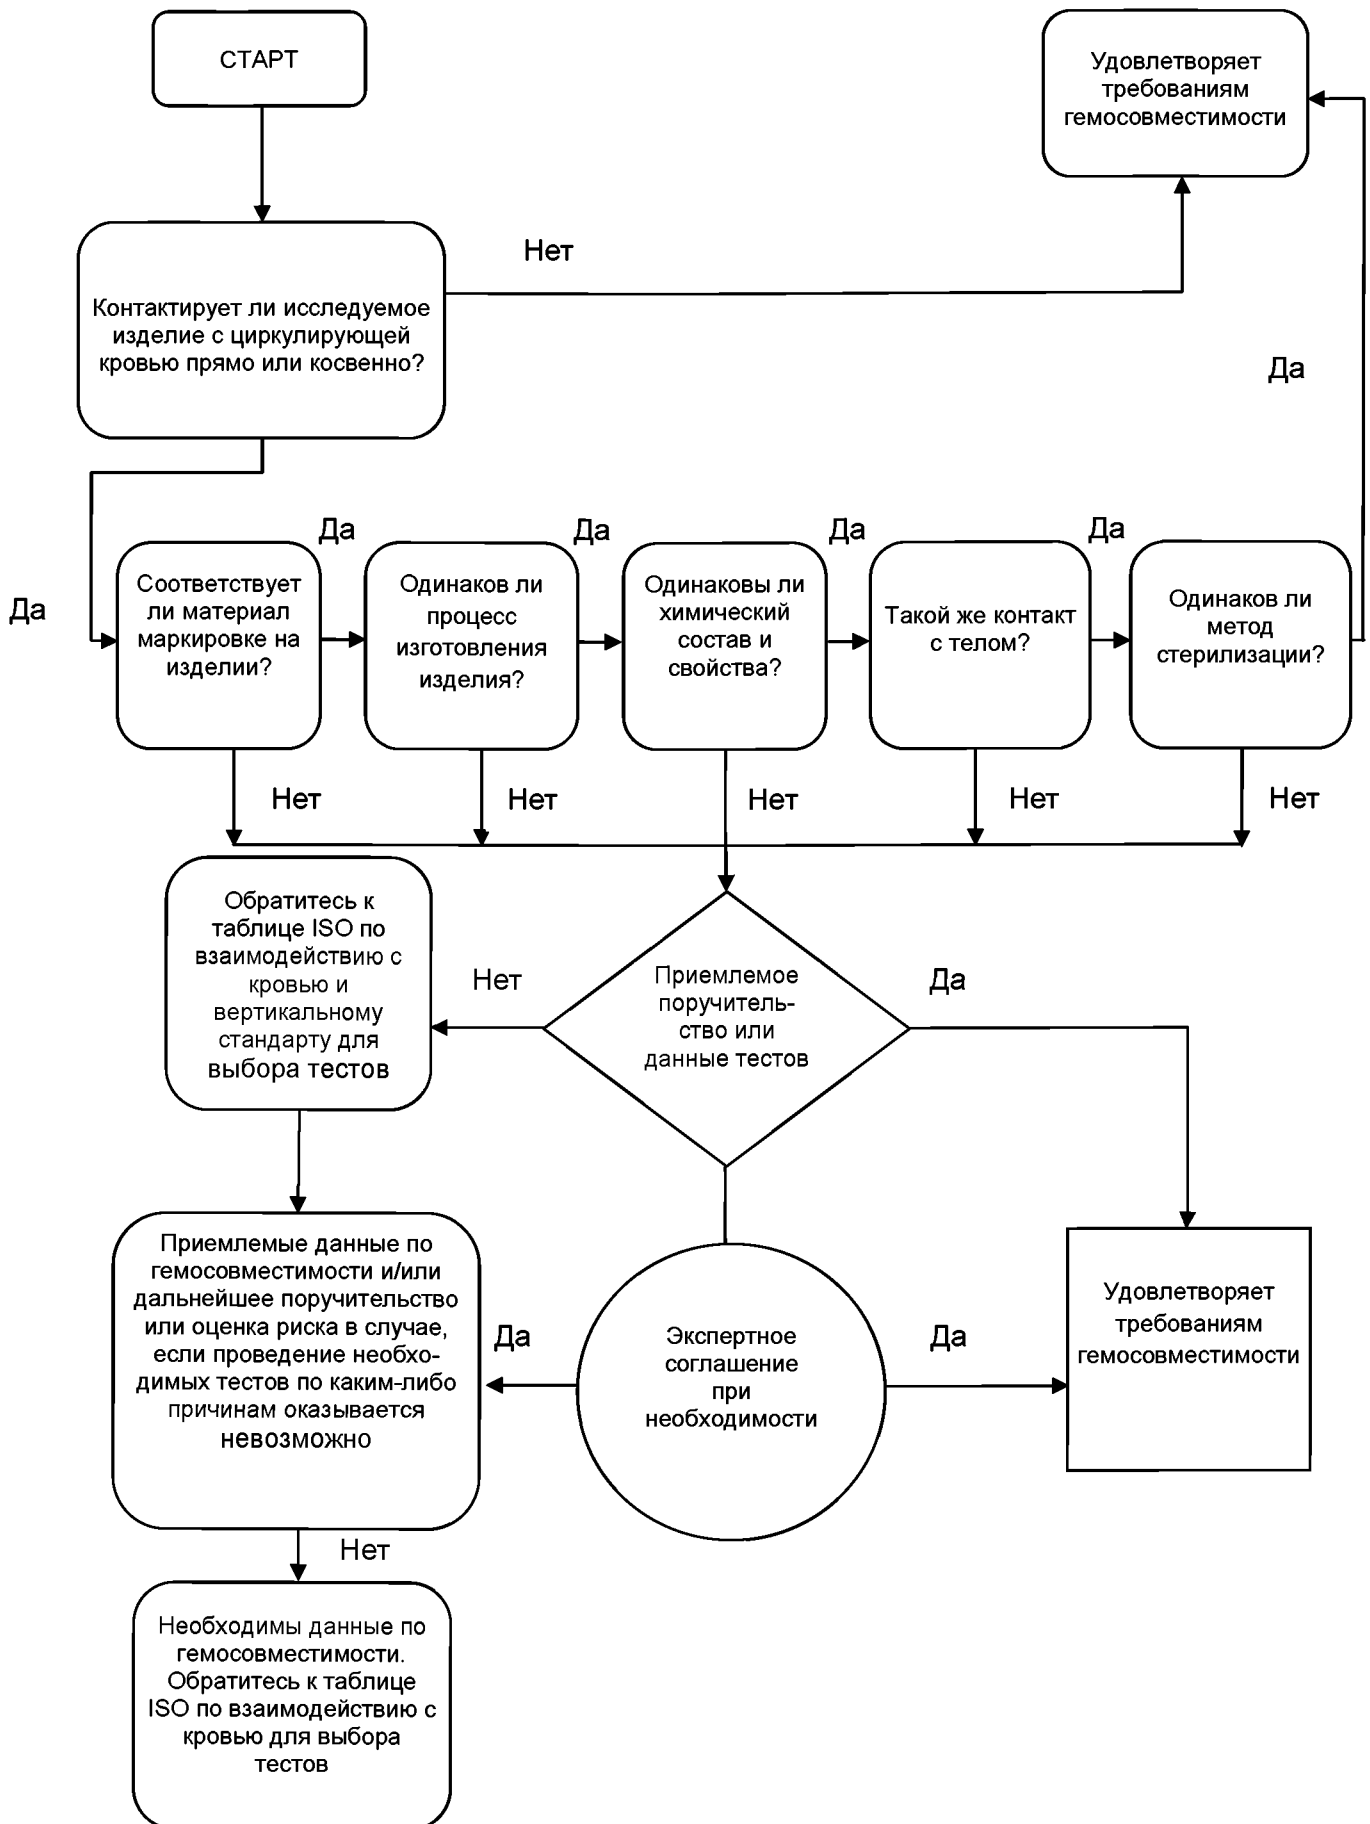 СТАРТ
Удовлетворяет
требованиям
гемосовместимости
Нет
Контактирует ли исследуемое
изделие с циркулирующей
кровью прямо или косвенно?
Да
Да
Да
Да
Да
Да
Соответствует
ли материал
маркировке на
изделии?
Одинаков ли
процесс
изготовления
изделия?
Одинаковы ли
химический
состав и
свойства?
Такой же контакт
с телом?
Одинаков ли
метод
стерилизации?
Нет
Нет
Нет
Нет
Нет
Обратитесь к
таблице ISO по
взаимодействию с
кровью и
вертикальному
стандарту для
выбора тестов
Нет
Приемлемое
поручитель-
ство или
данные тестов
Да
Приемлемые данные по
гемосовместимости и/или
дальнейшее поручительство
или оценка риска в случае,
если проведение необхо-
димых тестов по каким-либо
причинам оказывается
невозможно
Да
Экспертное
соглашение
при
необходимости
Да
Удовлетворяет
требованиям
гемосовместимости
Нет
Необходимы данные по
гемосовместимости.
Обратитесь к таблице
ISO по взаимодействию с
кровью для выбора
тестов